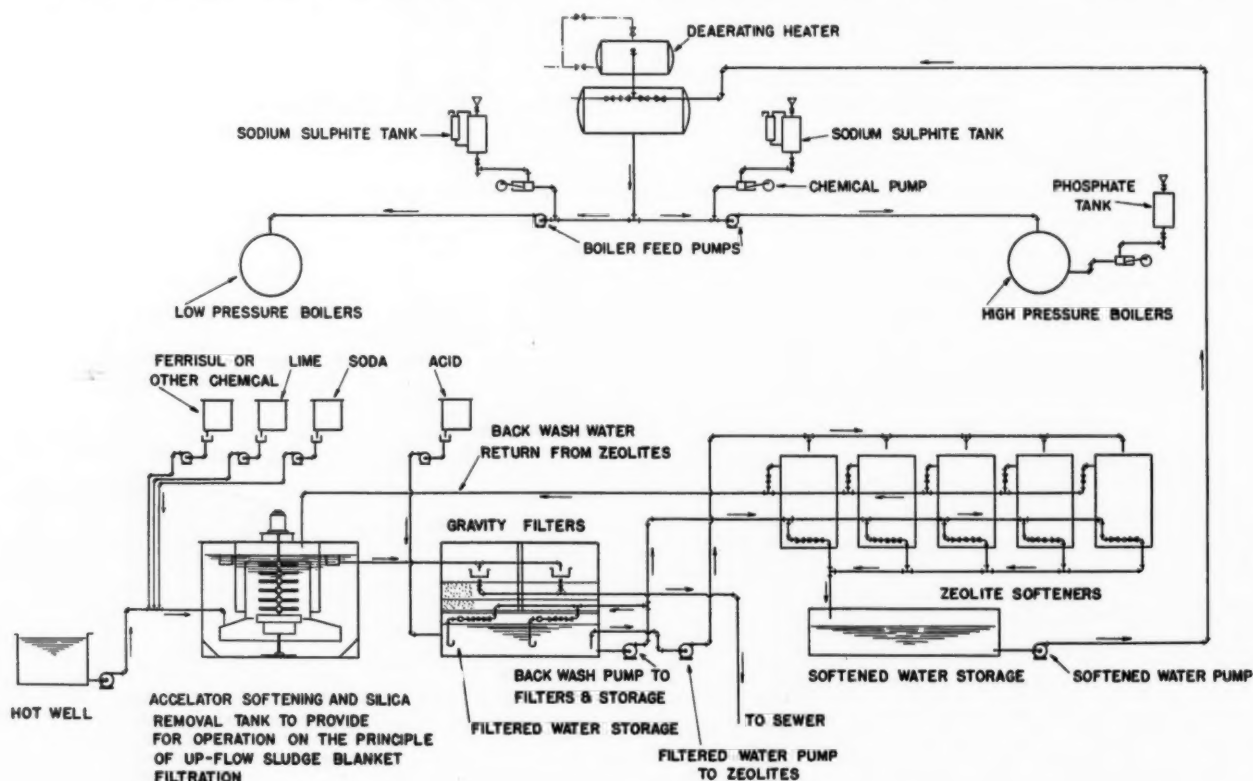 DEAERATING HEATER
SODIUM SULPHITE TANK
SODIUM SULPHITE TANK
CHEMICAL PUMP
PHOSPHATE
TANK
BOILER FEED PUMPS
LOW PRESSURE BOILERS
HIGH PRESSURE BOILERS
FERRISUL OR
OTHER CHEMICAL
LIME
SODA
ACID
BACK WASH WATER
RETURN FROM ZEOLITES
GRAVITY FILTERS
ZEOLITE SOFTENERS
HOT WELL
ACCELATOR SOFTENING AND SILICA
REMOVAL TANK TO PROVIDE
FOR OPERATION ON THE PRINCIPLE
OF UP-FLOW SLUDGE BLANKET
FILTRATION
FILTERED WATER STORAGE
BACK WASH PUMP TO
FILTERS & STORAGE
FILTERED WATER PUMP
TO ZEOLITES
TO SEWER
SOFTENED WATER STORAGE
SOFTENED WATER PUMP